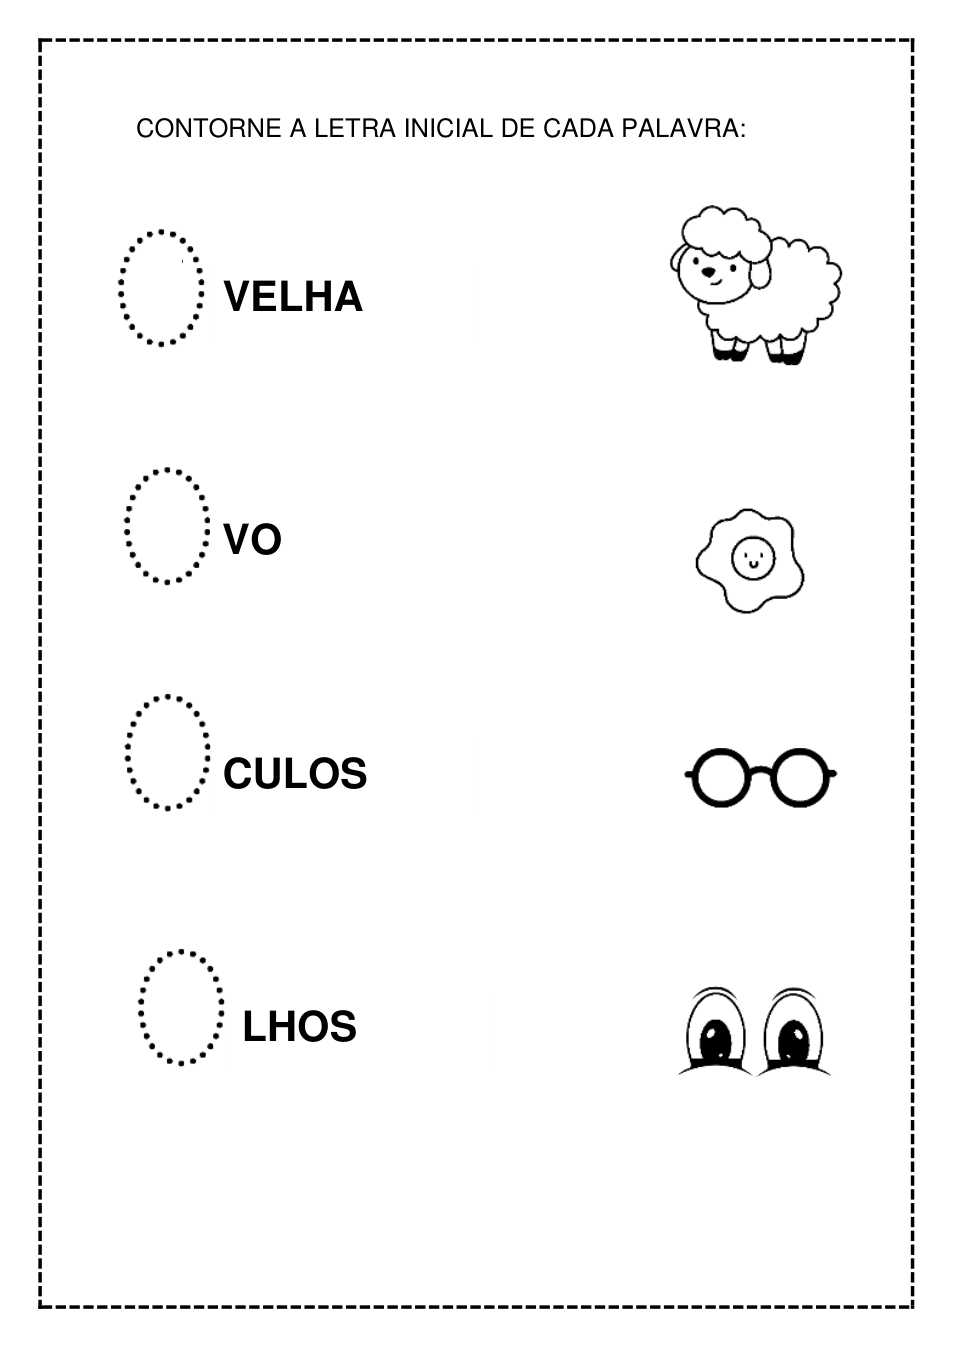 CONTORNE A LETRA INICIAL DE CADA PALAVRA:
O VELHA
O VO
O CULOS
O LHOS